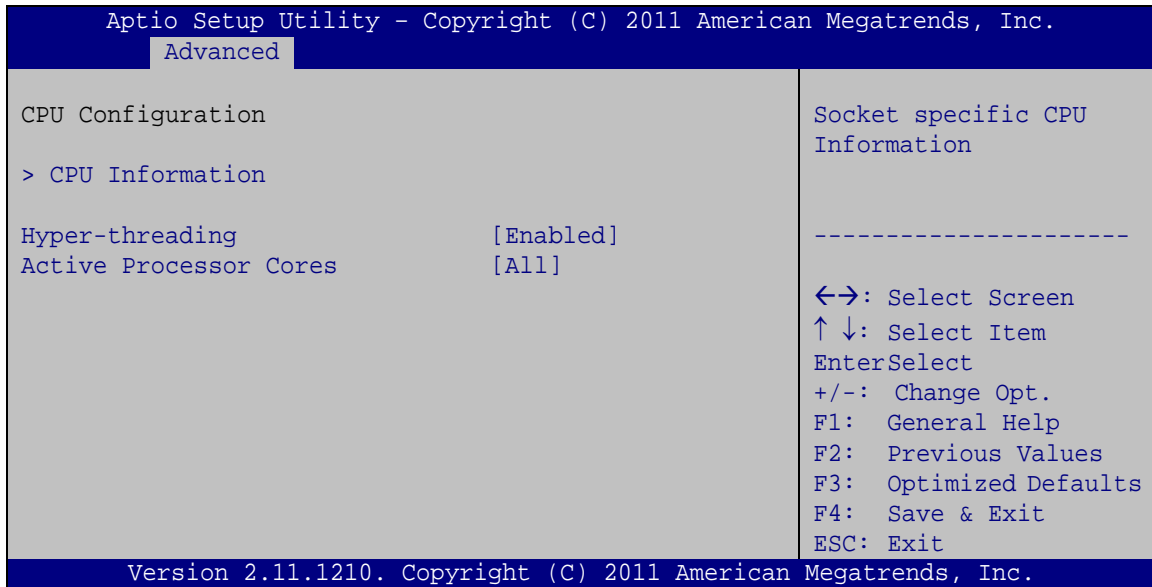 Aptio Setup Utility – Copyright (C) 2011 American Megatrends, Inc.
Advanced
CPU Configuration
> CPU Information
Hyper-threading [Enabled]
Active Processor Cores [All]
Socket specific CPU
Information
----------------------
←→: Select Screen
↑ ↓: Select Item
EnterSelect
+/-: Change Opt.
F1: General Help
F2: Previous Values
F3: Optimized Defaults
F4: Save & Exit
ESC: Exit
Version 2.11.1210. Copyright (C) 2011 American Megatrends, Inc.